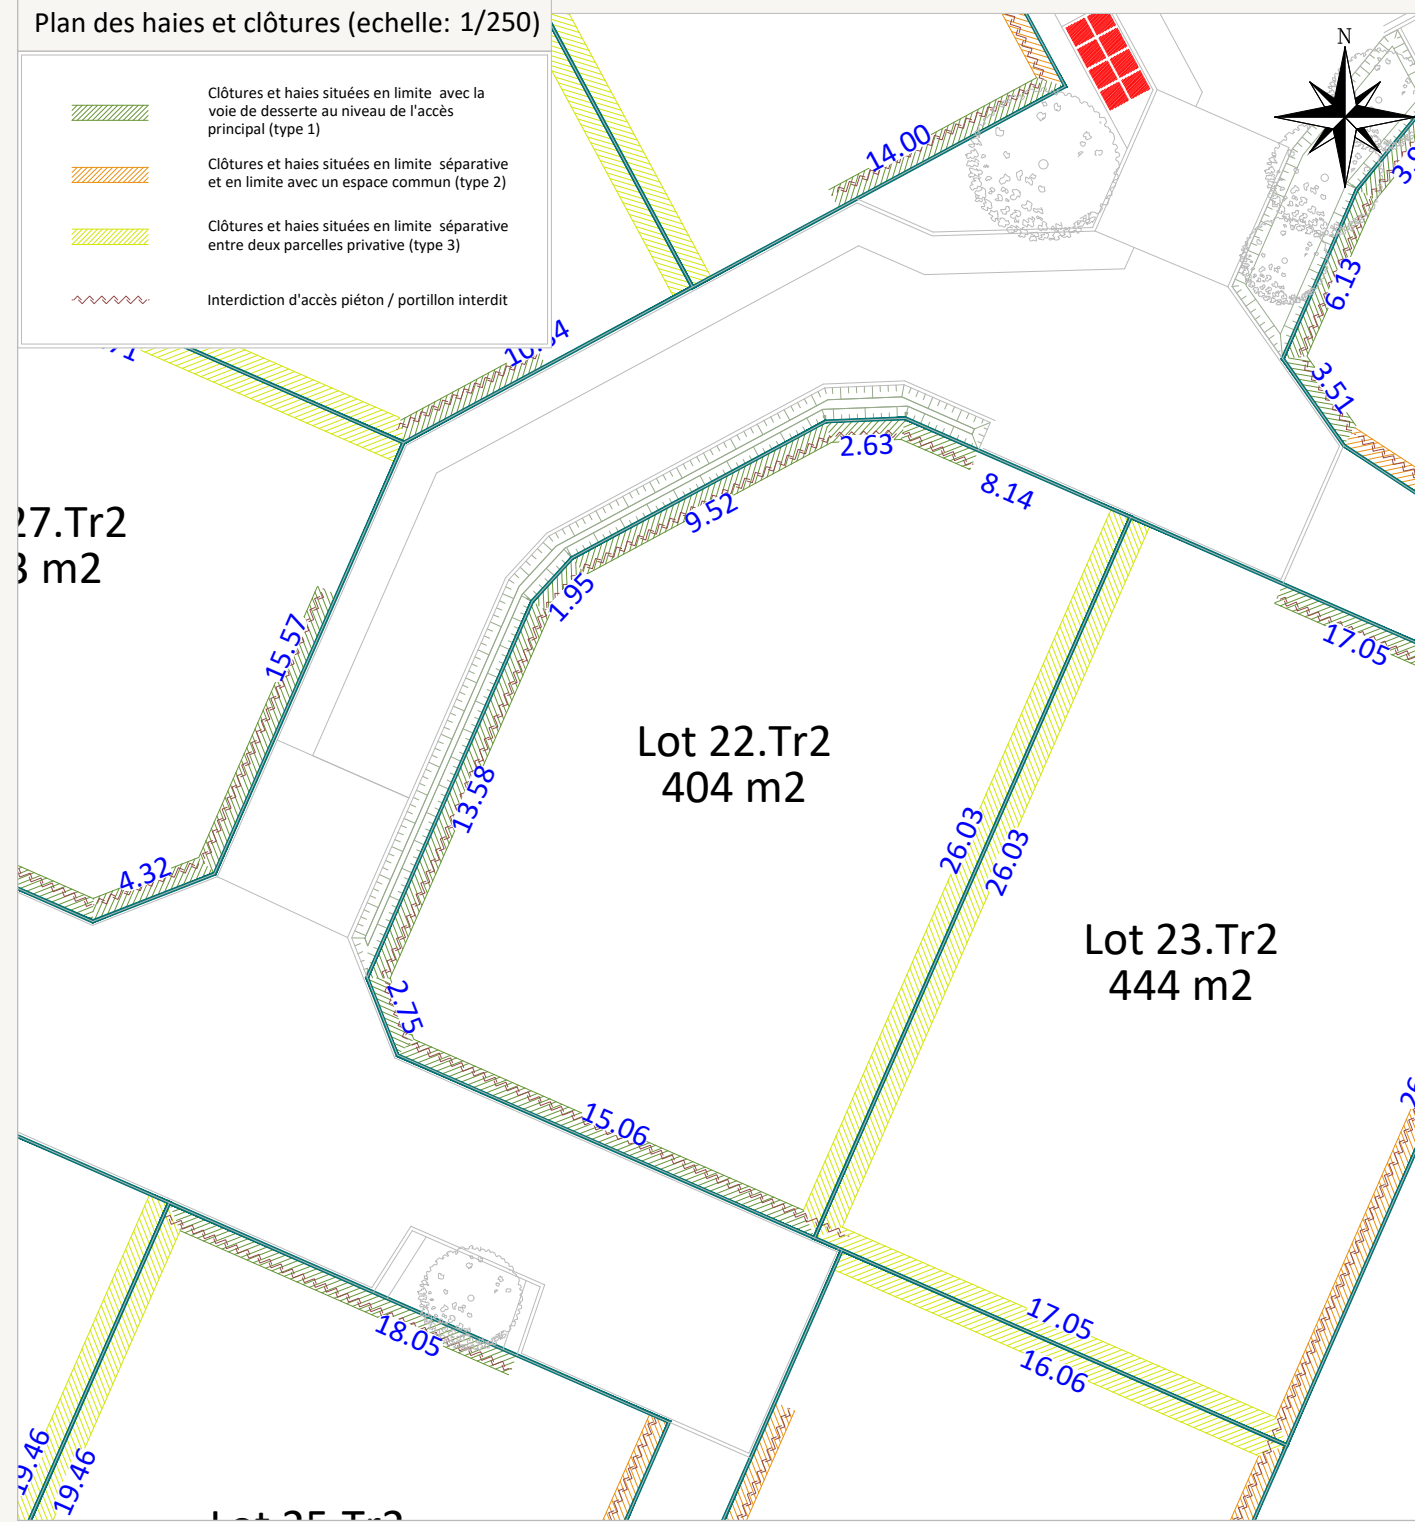 Plan des haies et clôtures (echelle: 1/250)
Clôtures et haies situées en limite avec la
voie de desserte au niveau de l'accès
principal (type 1)
Clôtures et haies situées en limite séparative
et en limite avec un espace commun (type 2)
Clôtures et haies situées en limite séparative
entre deux parcelles privative (type 3)
Interdiction d'accès piéton / portillon interdit
N
14.00
6.13
3.51
2.63
8.14
9.52
1.95
27.Tr2
m2
15.57
17.05
Lot 22.Tr2
404 m2
13.58
26.03
26.03
4.32
Lot 23.Tr2
444 m2
2.75
15.06
17.05
16.06
18.05
19.46
19.46